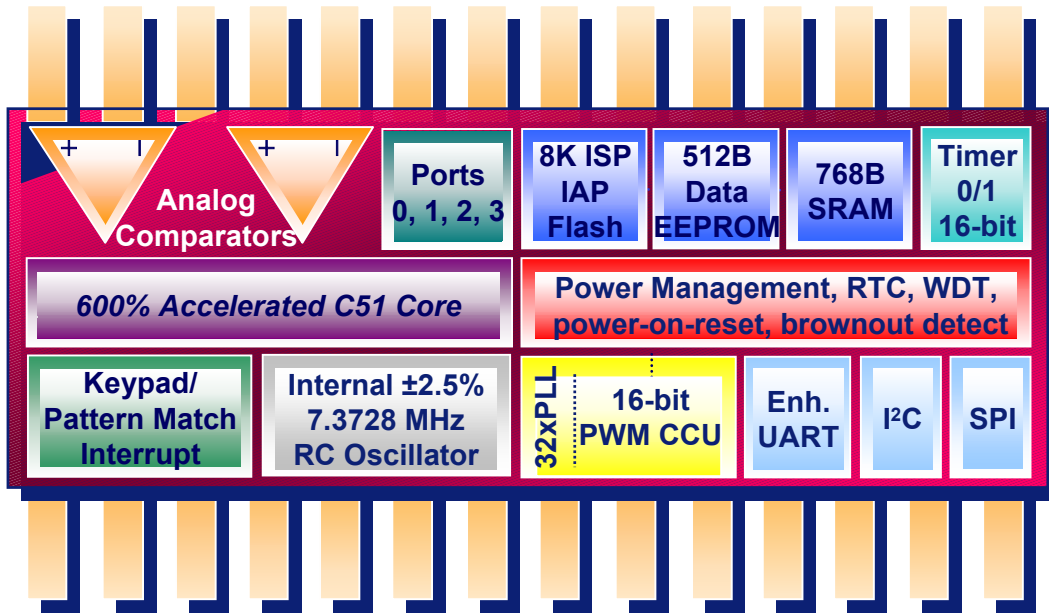 + –
+ –
Analog
Comparators
Ports
0, 1, 2, 3
8K ISP
IAP
Flash
512B
Data
EEPROM
768B
SRAM
Timer
0/1
16-bit
600% Accelerated C51 Core
Power Management, RTC, WDT,
power-on-reset, brownout detect
Keypad/
Pattern Match
Interrupt
Internal ±2.5%
7.3728 MHz
RC Oscillator
32xPLL
16-bit
PWM CCU
Enh.
UART
I²C
SPI